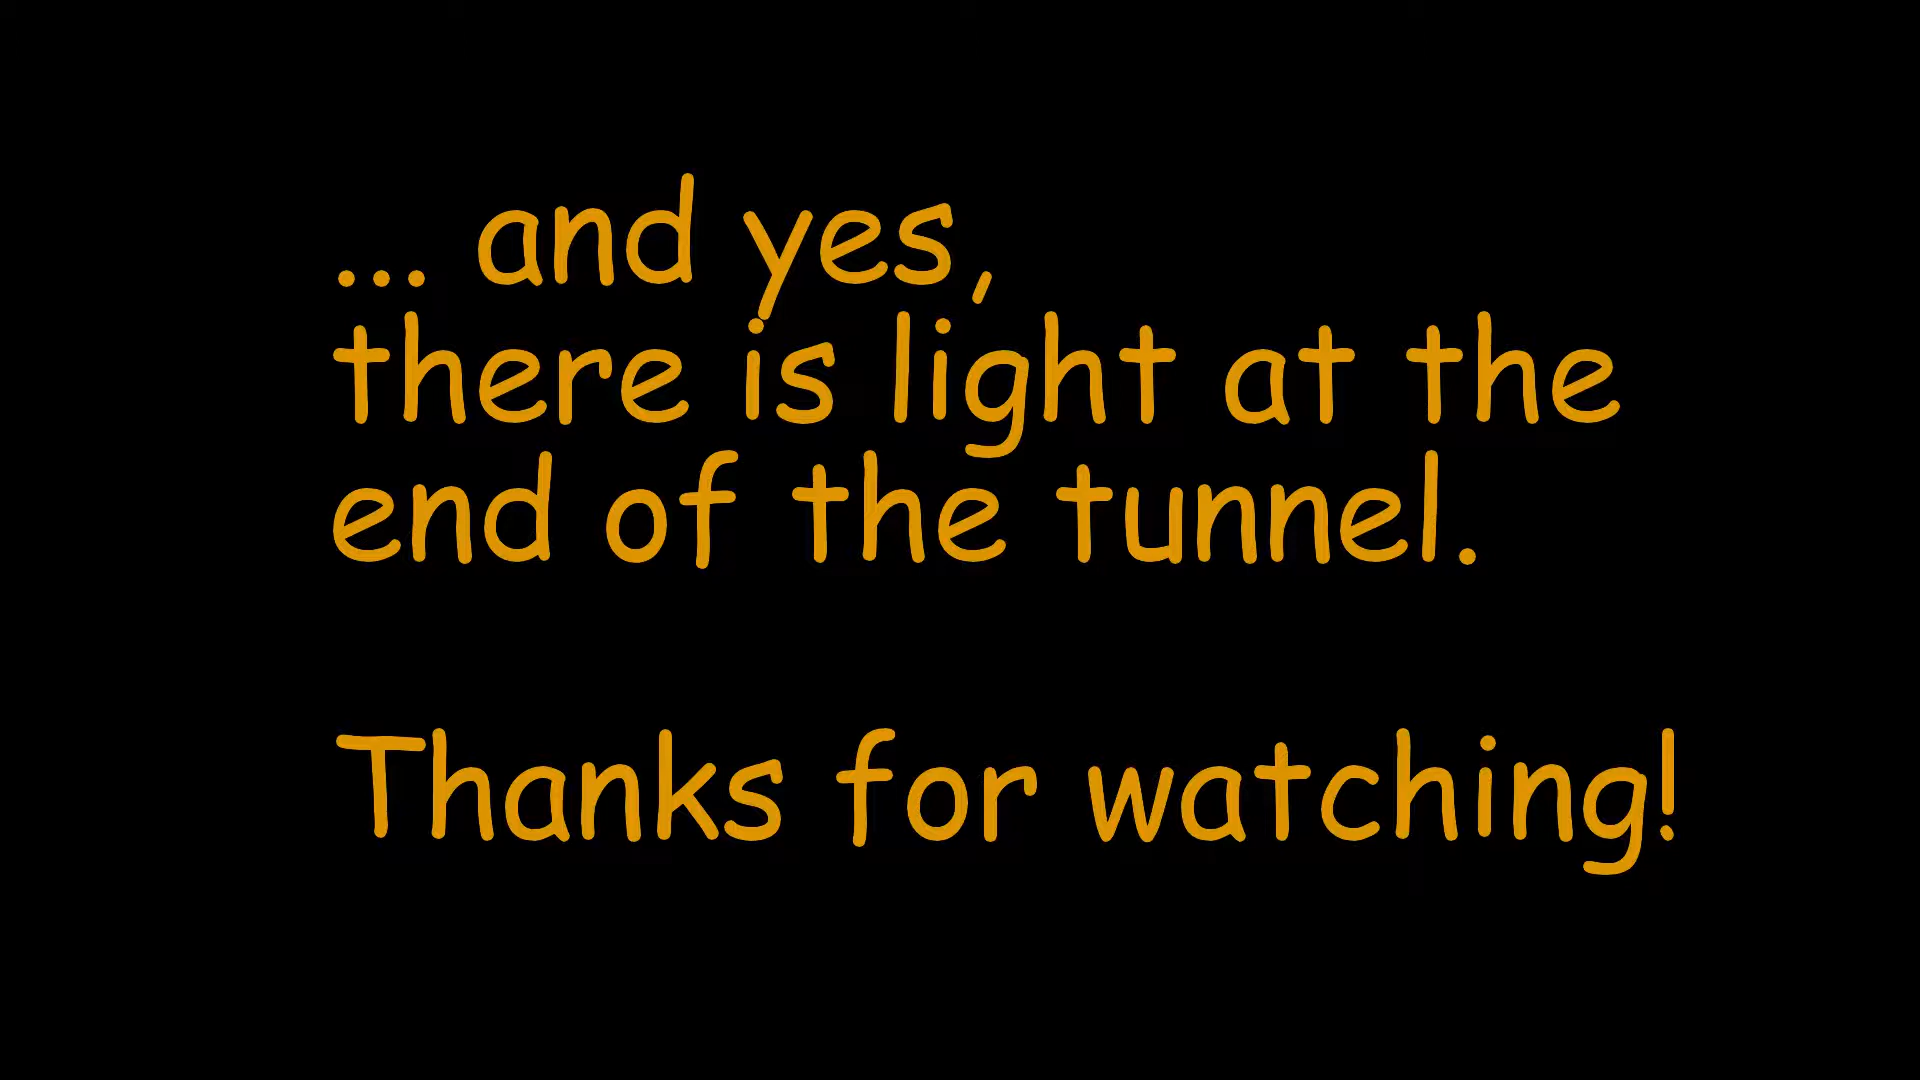 ... and yes,
there is light at the
end of the tunnel.
Thanks for watching!